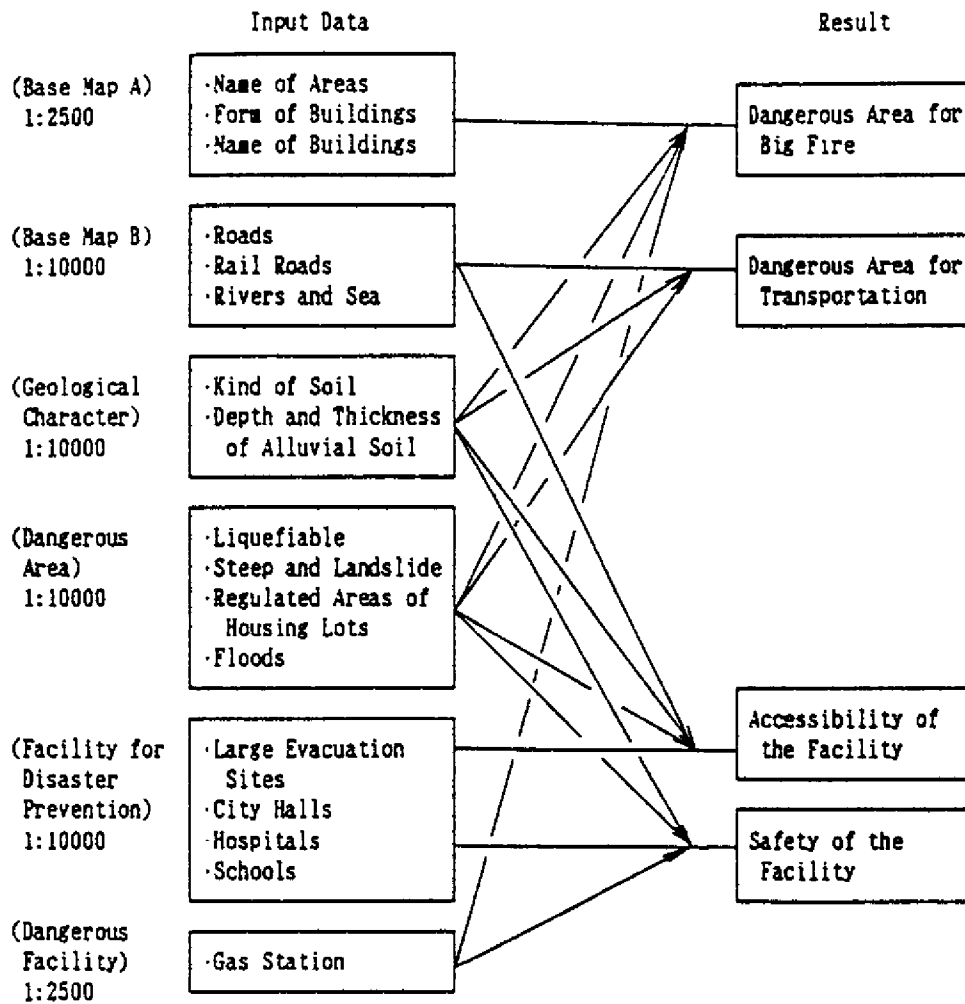 Input Data
Result
(Base Map A)
1:2500
·Name of Areas
·Form of Buildings
·Name of Buildings
Dangerous Area for
Big Fire
(Base Map B)
1:10000
·Roads
·Rail Roads
·Rivers and Sea
Dangerous Area for
Transportation
(Geological
Character)
1:10000
·Kind of Soil
·Depth and Thickness
of Alluvial Soil
(Dangerous
Area)
1:10000
·Liquefiable
·Steep and Landslide
·Regulated Areas of
Housing Lots
·Floods
(Facility for
Disaster
Prevention)
1:10000
·Large Evacuation
Sites
·City Halls
·Hospitals
·Schools
Accessibility of
the Facility
Safety of the
Facility
(Dangerous
Facility)
1:2500
·Gas Station